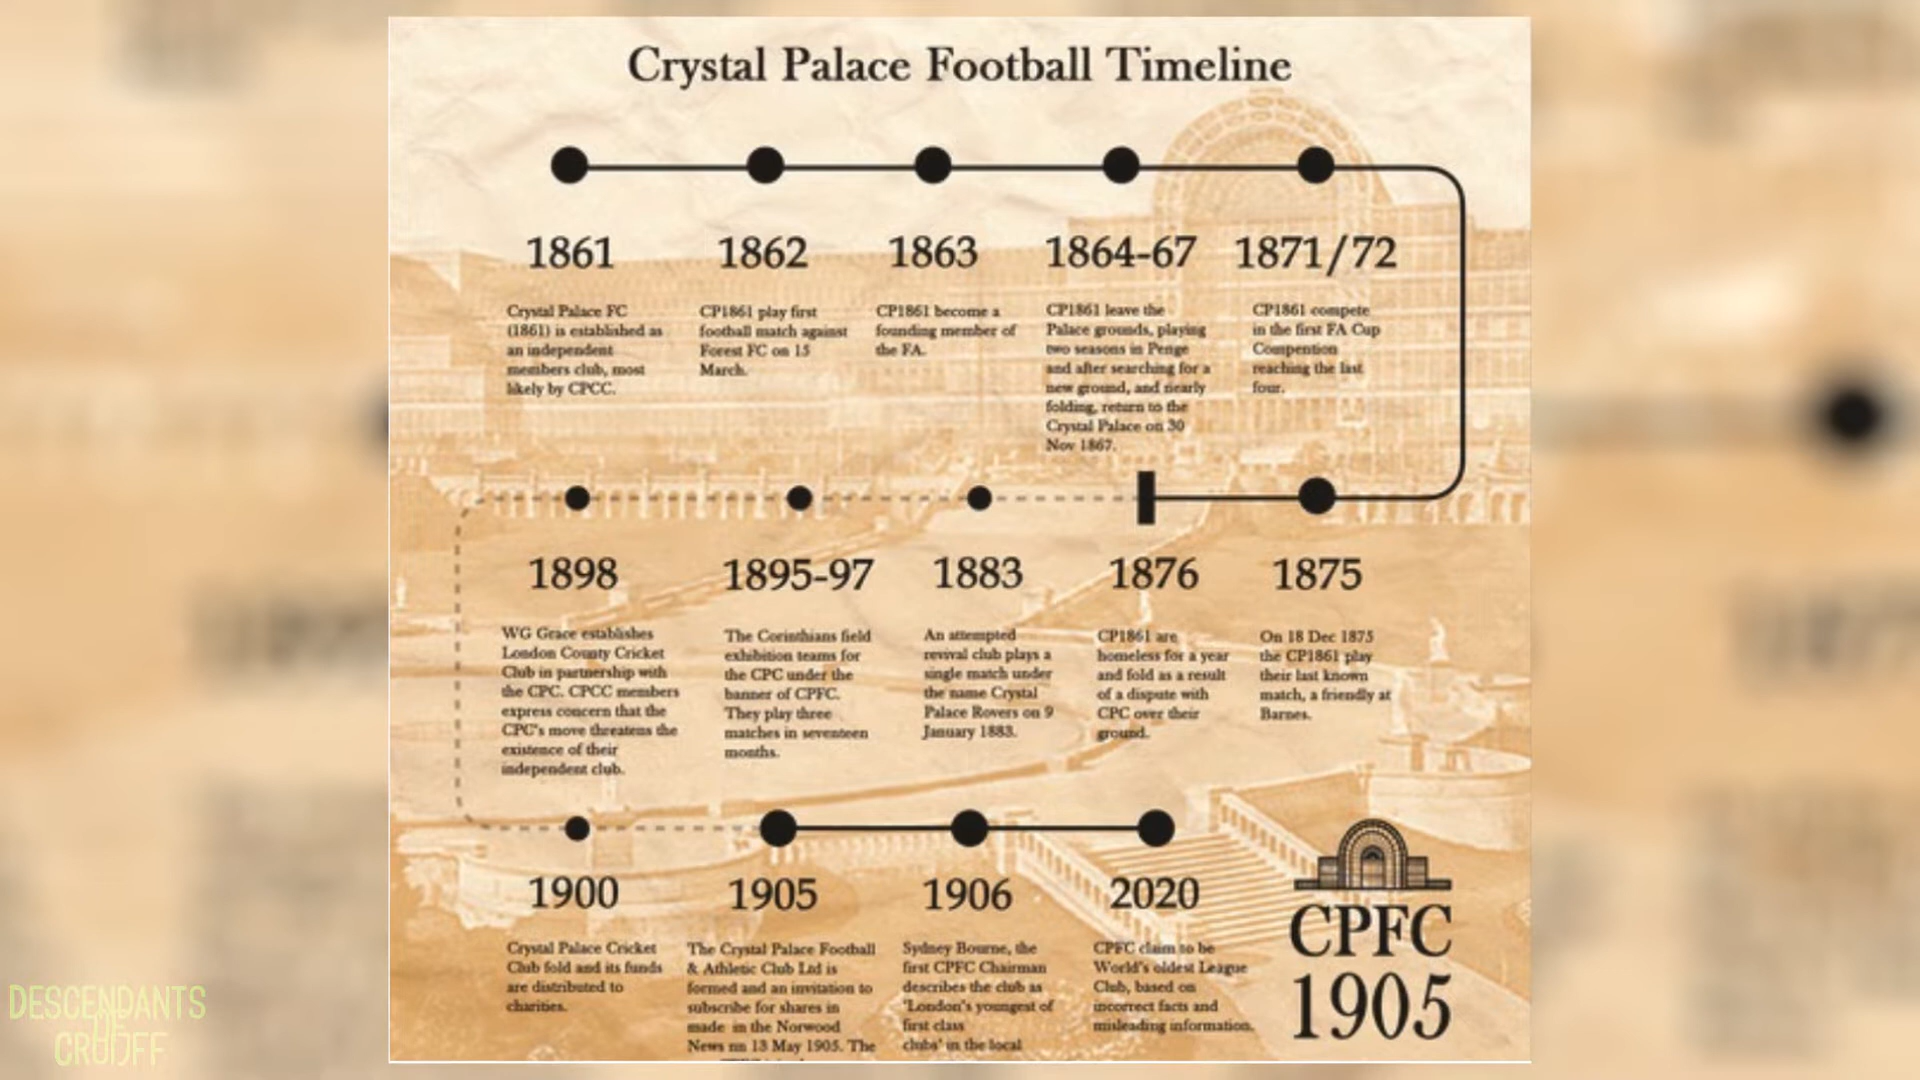 Crystal Palace Football Timeline
1861
Crystal Palace FC
(1861) is established as
an independent
members club, most
likely by CPCC.
1862
CP1861 play first
football match against
Forest FC on 15
March.
1863
CP1861 become a
founding member of
the FA.
1864-67
CP1861 leave the
Palace grounds, playing
two seasons in Penge
and after searching for a
new ground, and nearly
folding, return to the
Crystal Palace on 30
Nov 1867.
1871/72
CP1861 compete
in the first FA Cup
Compention
reaching the last
four.
1898
WG Grace establishes
London County Cricket
Club in partnership with
the CPC. CPCC members
express concern that the
CPC's move threatens the
existence of their
independent club.
1895-97
The Corinthians field
exhibition teams for
the CPC under the
banner of CPFC.
They play three
matches in seventeen
months.
1883
An attempted
revival club plays a
single match under
the name Crystal
Palace Rovers on 9
January 1883.
1876
CP1861 are
homeless for a year
and fold as a result
of a dispute with
CPC over their
ground.
1875
On 18 Dec 1875
the CP1861 play
their last known
match, a friendly at
Barnes.
1900
Crystal Palace Cricket
Club fold and its funds
are distributed to
charities.
1905
The Crystal Palace Football
& Athletic Club Ltd is
formed and an invitation to
subscribe for shares in
made in the Norwood
News on 13 May 1905. The
1906
Sydney Bourne, the
first CPFC Chairman
describes the club as
'London's youngest of
first class
clubs' in the local
2020
CPFC claim to be
World's oldest League
Club, based on
incorrect facts and
misleading information.
CPFC
1905
DESCENDANTS
OF
CRUIJFF